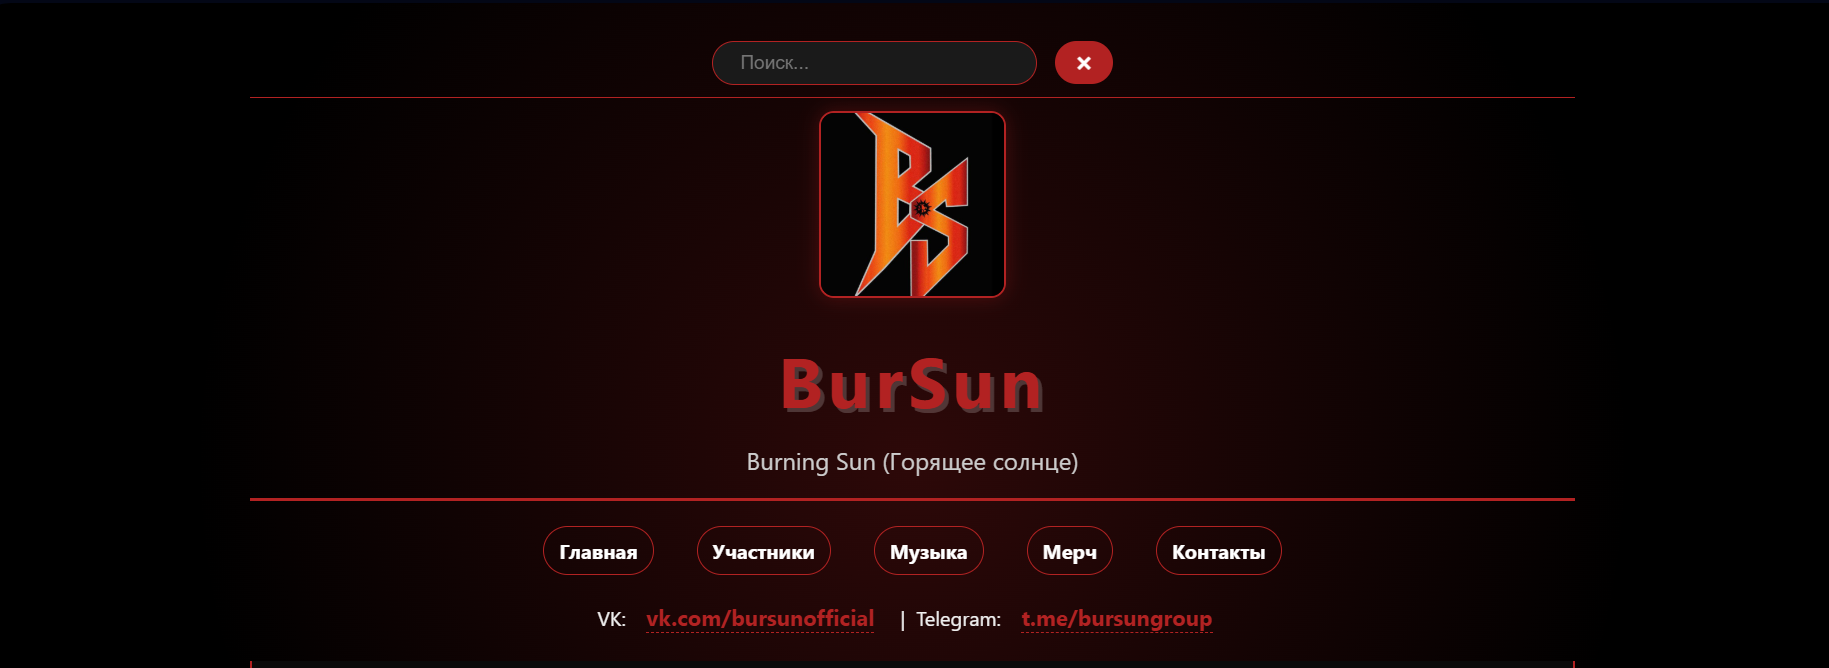 Поиск...
BS
BurSun
Burning Sun (Горящее солнце)
Главная Участники Музыка Мерч Контакты
VK: vk.com/bursunofficial | Telegram: t.me/bursungroup